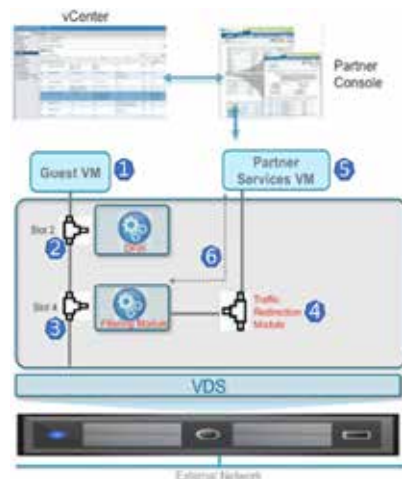 vCenter
Partner
Console
Guest VM
1
Partner
Services VM
5
Slot 2
2
DFW
6
Slot 4
3
Filtering Module
Traffic
Redirection
Module
4
VDS
External Network